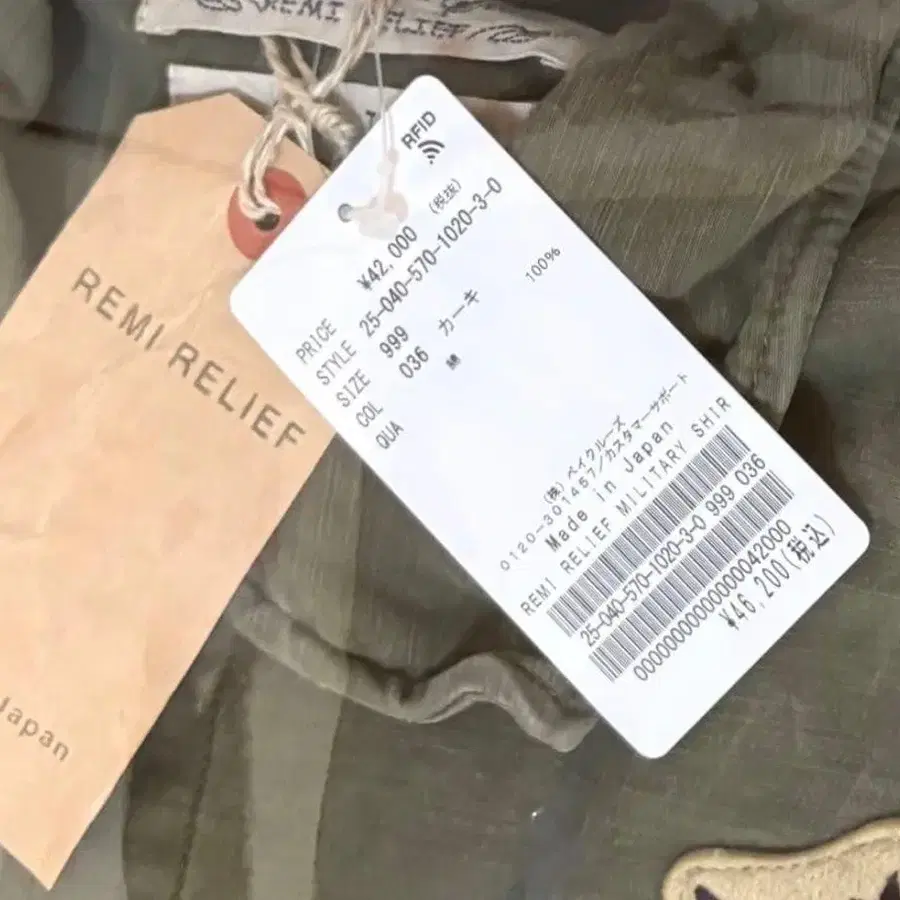 REMI RELIEF
REMI RELIEF
Japan
RFID
PRICE ¥42,000 (税抜)
STYLE 25-040-570-1020-3-0
SIZE 999
COL 036 カーキ
QUA 綿 100%
(株) ベイクルーズ
0120-301457/カスタマーサポート
Made in Japan
REMI RELIEF MILITARY SHIR
25-040-570-1020-3-0 999 036
0000000000000042000
¥46,200(税込)